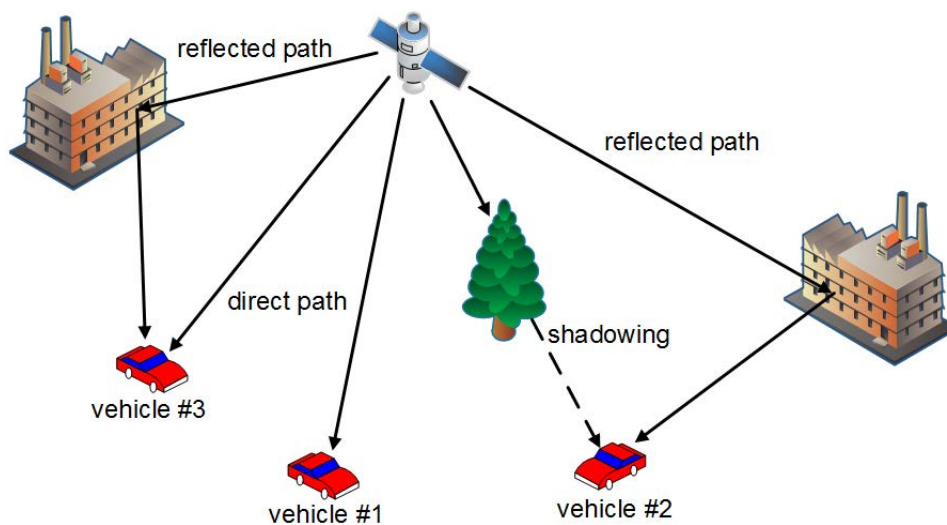 reflected path
reflected path
direct path
shadowing
vehicle #3
vehicle #1
vehicle #2